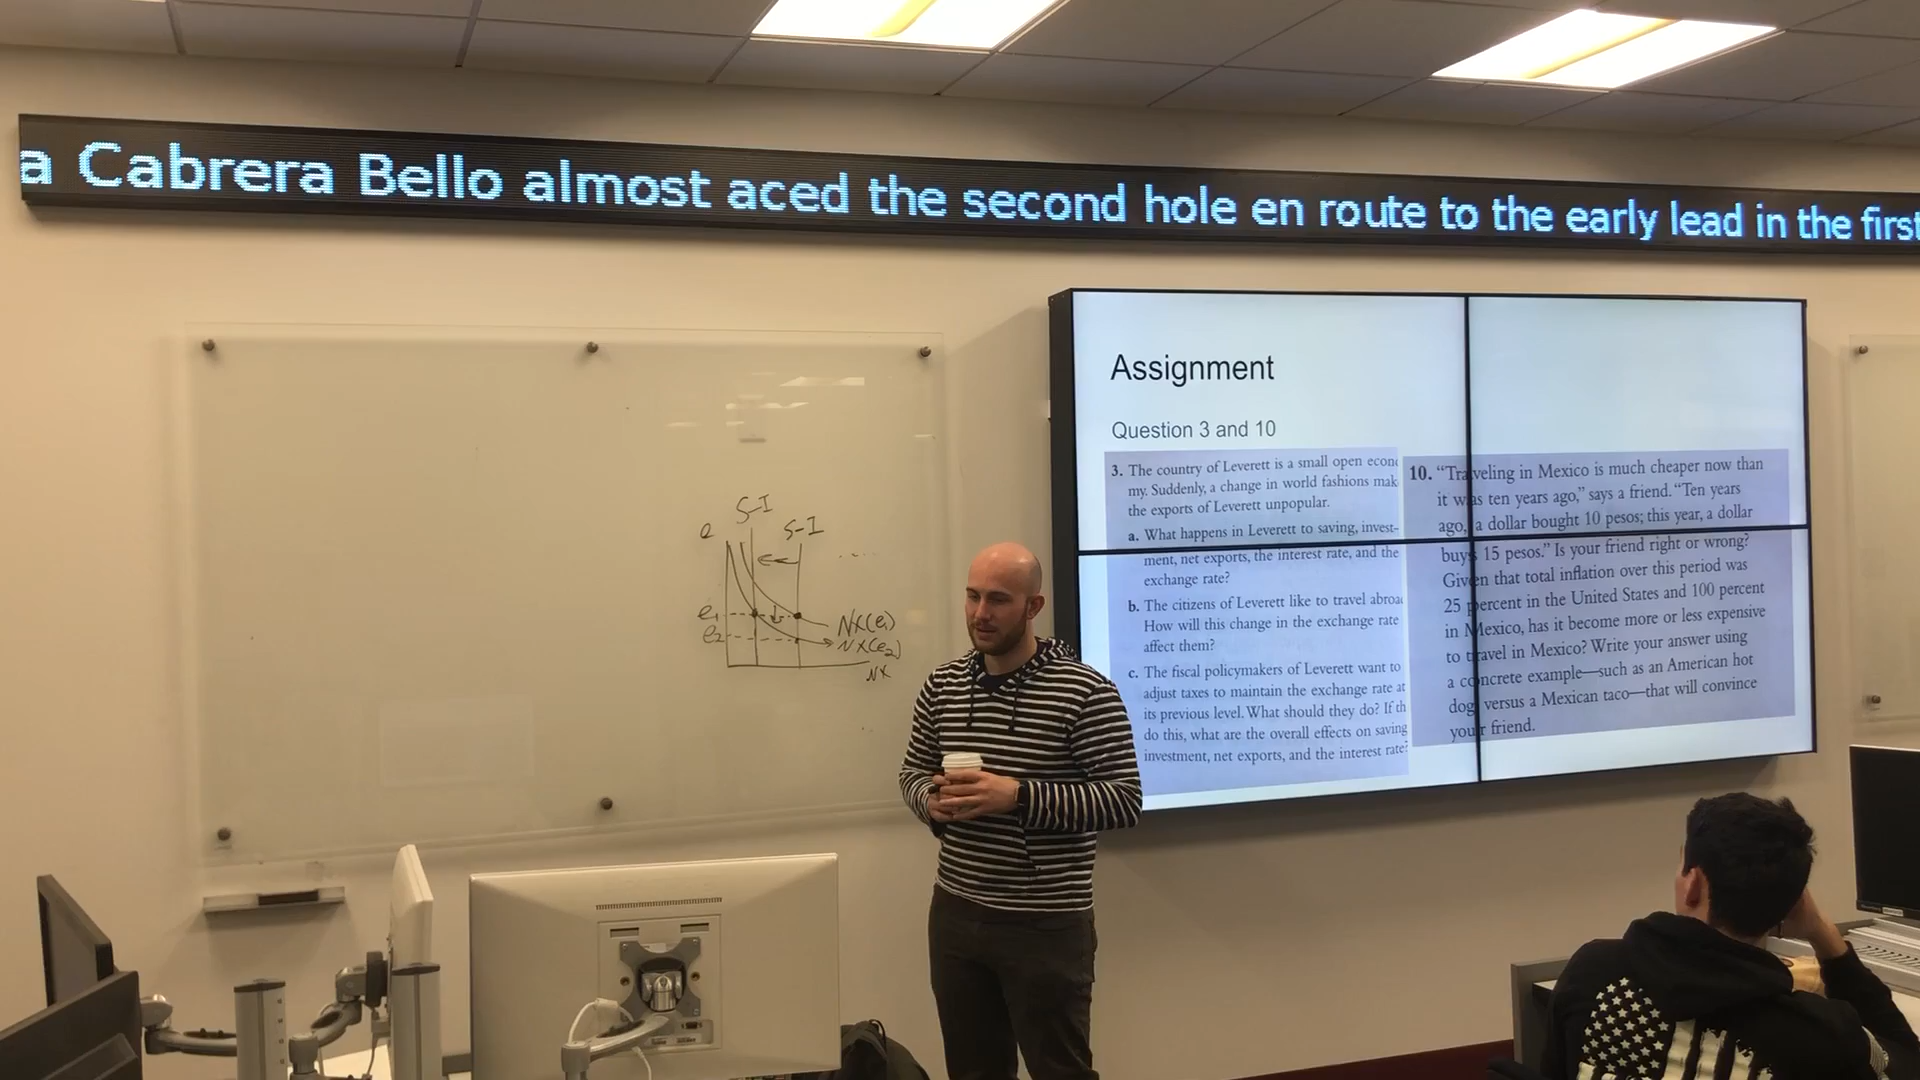 a Cabrera Bello almost aced the second hole en route to the early lead in the first
S-I
e
S-I
e1
e2
NX(e1)
NX(e2)
NX
Assignment
Question 3 and 10
3. The country of Leverett is a small open econo
my. Suddenly, a change in world fashions mak
the exports of Leverett unpopular.
a. What happens in Leverett to saving, invest-
ment, net exports, the interest rate, and the
exchange rate?
b. The citizens of Leverett like to travel abroa
How will this change in the exchange rate
affect them?
c. The fiscal policymakers of Leverett want to
adjust taxes to maintain the exchange rate at
its previous level. What should they do? If th
do this, what are the overall effects on saving
investment, net exports, and the interest rate?
10. “Traveling in Mexico is much cheaper now than
it was ten years ago,” says a friend. “Ten years
ago, a dollar bought 10 pesos; this year, a dollar
buys 15 pesos.” Is your friend right or wrong?
Given that total inflation over this period was
25 percent in the United States and 100 percent
in Mexico, has it become more or less expensive
to travel in Mexico? Write your answer using
a concrete example—such as an American hot
dog versus a Mexican taco—that will convince
your friend.